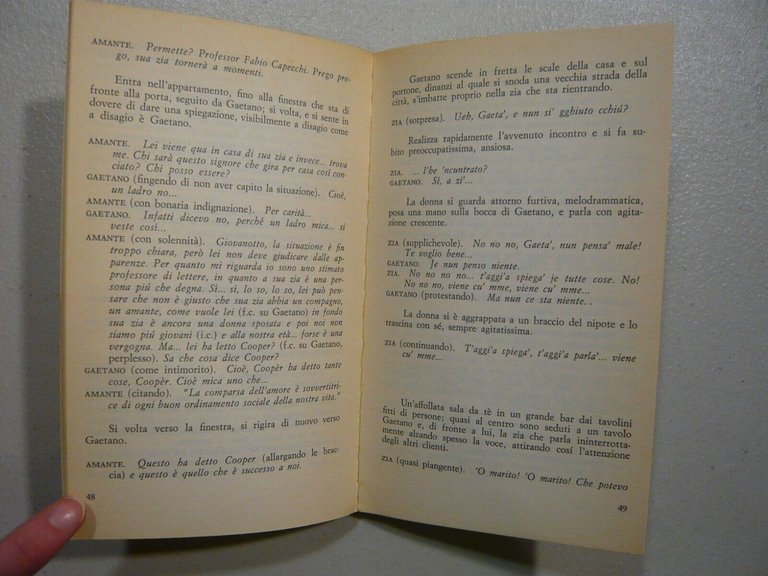 AMANTE. Permette? Professor Fabio Capecchi. Prego pre-
go, sua zia tornerà a momenti.
Entra nell'appartamento, fino alla finestra che sta di
fronte alla porta, seguito da Gaetano; si volta, e si sente in
dovere di dare una spiegazione, visibilmente a disagio come
a disagio è Gaetano.
AMANTE. Lei viene qua in casa di sua zia e invece... trova
me. Chi sarà questo signore che gira per casa così con-
ciato? Chi posso essere?
GAETANO (fingendo di non aver capito la situazione). Cioè,
un ladro no...
AMANTE (con bonaria indignazione). Per carità...
GAETANO. Infatti dicevo no, perché un ladro mica... si
veste così...
AMANTE (con solennità). Giovanotto, la situazione è fin
troppo chiara, però lei non deve giudicare dalle ap-
parenze. Per quanto mi riguarda io sono uno stimato
professore di lettere, in quanto a sua zia è una per-
sona piú che degna. Sí... sí, lo so, lo so, lei può pen-
sare che non è giusto che sua zia abbia un compagno,
un amante, come vuole lei (f.c. su Gaetano) in fondo
sua zia è ancora una donna sposata e poi noi non
siamo piú giovani (i.c.) e alla nostra età... forse è una
vergogna. Ma... lei ha letto Cooper? (f.c. su Gaetano,
perplesso). Sa che cosa dice Cooper?
GAETANO (come intimorito). Cioè, Coopèr ha detto tante
cose, Coopèr. Cioè mica uno che...
AMANTE (citando). "La comparsa dell'amore è sovvertitri-
ce di ogni buon ordinamento sociale della nostra vita."
Si volta verso la finestra, si rigira di nuovo verso
Gaetano.
AMANTE. Questo ha detto Cooper (allargando le brac-
cia) e questo è quello che è successo a noi.
48
Gaetano scende in fretta le scale della casa e sul
portone, dinanzi al quale si snoda una vecchia strada della
città, s'imbatte proprio nella zia che sta rientrando.
ZIA (sorpresa). Ueh, Gaeta', e nun si' gghiuto cchiú?
Realizza rapidamente l'avvenuto incontro e si fa su-
bito preoccupatissima, ansiosa.
ZIA. ... l'he 'ncuntrato?
GAETANO. Sí, a zi'...
La donna si guarda attorno furtiva, melodrammatica,
posa una mano sulla bocca di Gaetano, e parla con agita-
zione crescente.
ZIA (supplichevole). No no no, Gaeta', nun pensa' male!
Te voglio bene...
GAETANO. Je nun penso niente.
ZIA. No no no no... t'aggi'a spiega' je tutte cose. No!
No no no, viene cu' mme, viene cu' mme...
GAETANO (protestando). Ma nun ce sta niente. .
La donna si è aggrappata a un braccio del nipote e lo
trascina con sé, sempre agitatissima.
ZIA (continuando). T'aggi'a spiega', t'aggi'a parla'... viene
cu' mme...
Un'affollata sala da tè in un grande bar dai tavolini
fitti di persone; quasi al centro sono seduti a un tavolo
Gaetano e, di fronte a lui, la zia che parla ininterrotta-
mente alzando spesso la voce, attirando cosí l'attenzione
degli altri clienti.
ZIA (quasi piangente). 'O marito! 'O marito! Che potevo
49